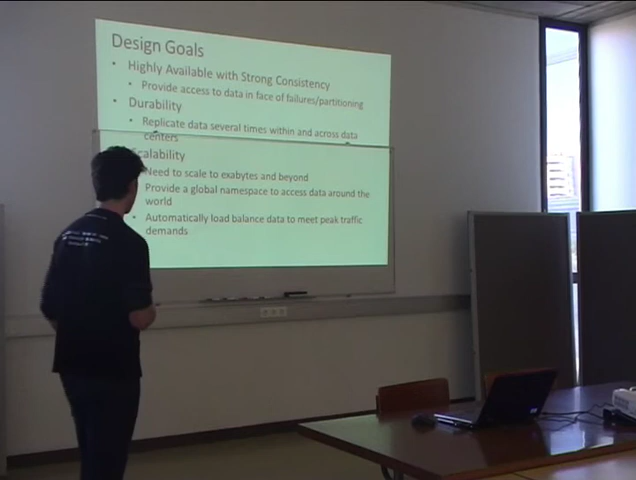 Design Goals
• Highly Available with Strong Consistency
• Provide access to data in face of failures/partitioning
• Durability
• Replicate data several times within and across data
centers
Scalability
Need to scale to exabytes and beyond
Provide a global namespace to access data around the
world
• Automatically load balance data to meet peak traffic
demands